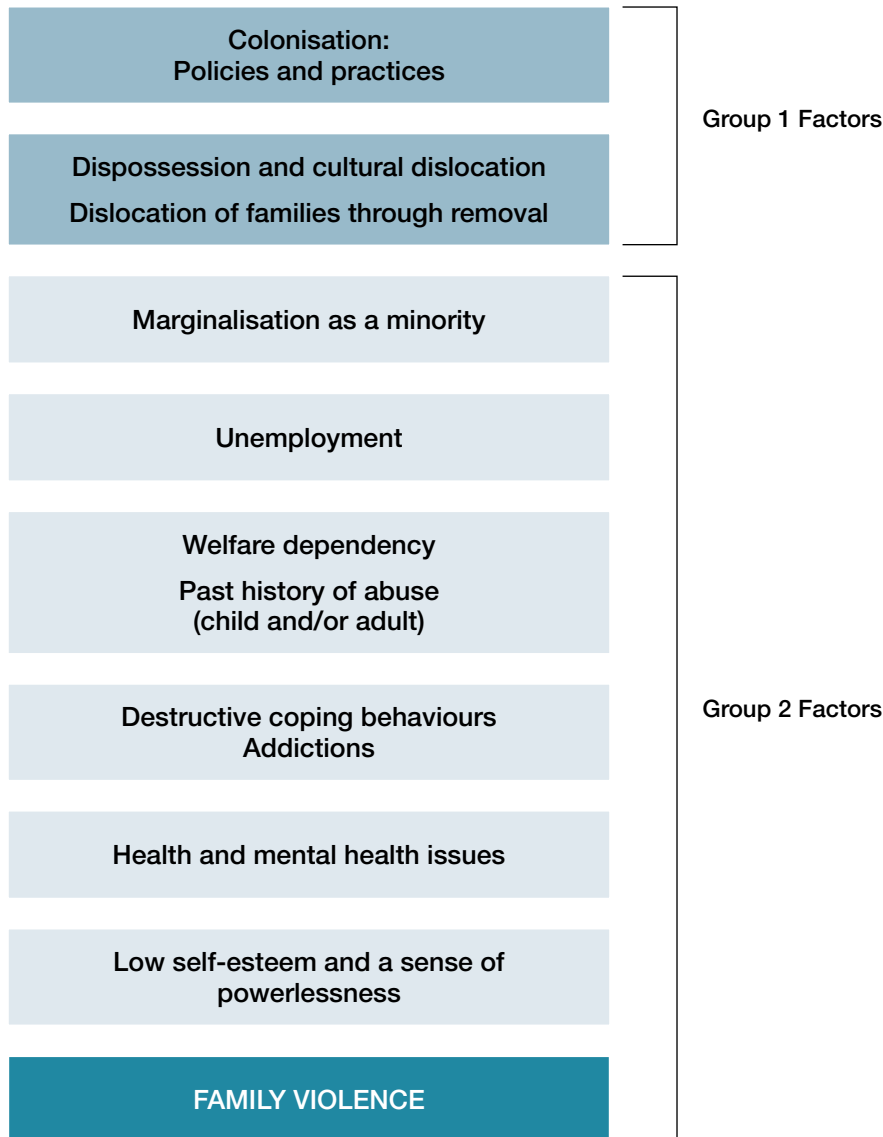 Colonisation:
Policies and practices
Group 1 Factors
Dispossession and cultural dislocation
Dislocation of families through removal
Marginalisation as a minority
Unemployment
Welfare dependency
Past history of abuse
(child and/or adult)
Destructive coping behaviours
Addictions
Group 2 Factors
Health and mental health issues
Low self-esteem and a sense of
powerlessness
FAMILY VIOLENCE